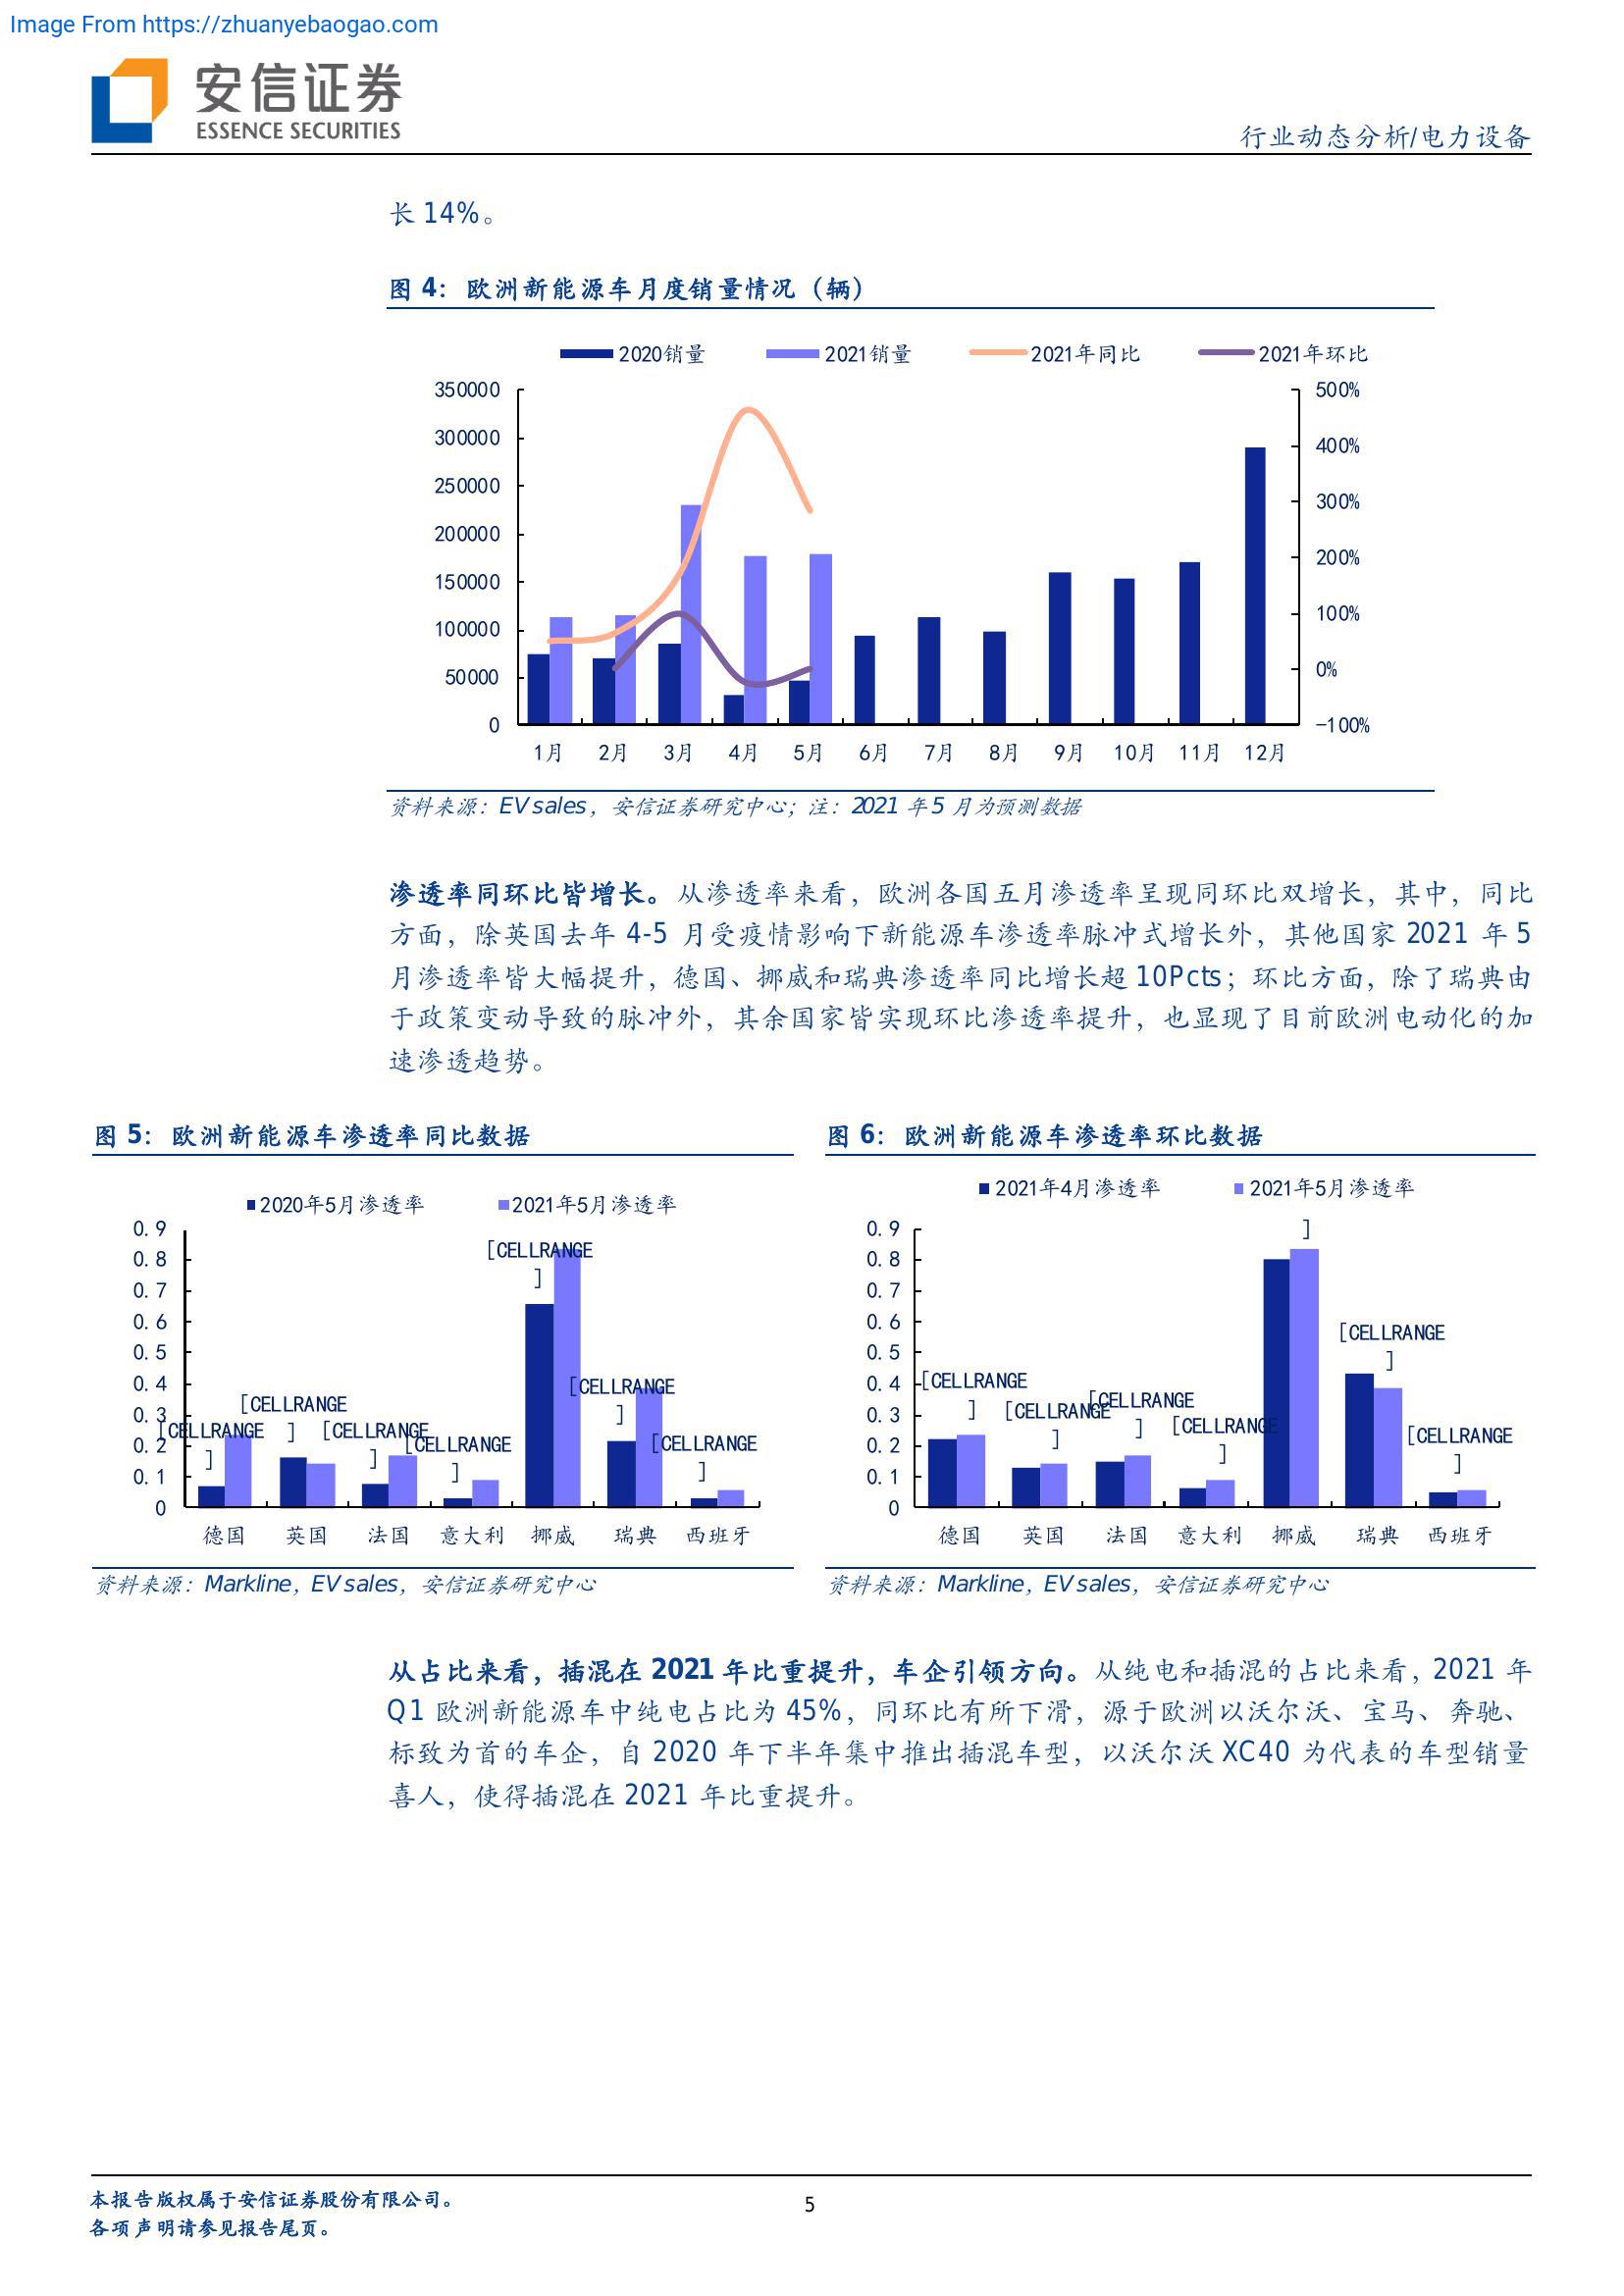 Image From https://zhuanyebaogao.com
安信证券
ESSENCE SECURITIES
行业动态分析/电力设备
长 14%。
图 4：欧洲新能源车月度销量情况（辆）
2020销量 2021销量 2021年同比 2021年环比
350000 500%
300000 400%
250000 300%
200000 200%
150000 100%
100000 0%
50000 -100%
0
1月 2月 3月 4月 5月 6月 7月 8月 9月 10月 11月 12月
资料来源：EV sales，安信证券研究中心；注：2021 年 5 月为预测数据
渗透率同环比皆增长。从渗透率来看，欧洲各国五月渗透率呈现同环比双增长，其中，同比
方面，除英国去年 4-5 月受疫情影响下新能源车渗透率脉冲式增长外，其他国家 2021 年 5
月渗透率皆大幅提升，德国、挪威和瑞典渗透率同比增长超 10Pcts；环比方面，除了瑞典由
于政策变动导致的脉冲外，其余国家皆实现环比渗透率提升，也显现了目前欧洲电动化的加
速渗透趋势。
图 5：欧洲新能源车渗透率同比数据
2020年5月渗透率 2021年5月渗透率
0.9
0.8
0.7
0.6
0.5
0.4
0.3
0.2
0.1
0
[CELLRANGE
]
[CELLRANGE
]
[CELLRANGE
]
[CELLRANGE
]
[CELLRANGE
]
[CELLRANGE
]
[CELLRANGE
]
德国 英国 法国 意大利 挪威 瑞典 西班牙
资料来源：Markline，EV sales，安信证券研究中心
图 6：欧洲新能源车渗透率环比数据
2021年4月渗透率 2021年5月渗透率
0.9
0.8
0.7
0.6
0.5
0.4
0.3
0.2
0.1
0
[CELLRANGE
]
[CELLRANGE
]
[CELLRANGE
]
[CELLRANGE
]
]
[CELLRANGE
]
[CELLRANGE
]
德国 英国 法国 意大利 挪威 瑞典 西班牙
资料来源：Markline，EV sales，安信证券研究中心
从占比来看，插混在 2021 年比重提升，车企引领方向。从纯电和插混的占比来看，2021 年
Q1 欧洲新能源车中纯电占比为 45%，同环比有所下滑，源于欧洲以沃尔沃、宝马、奔驰、
标致为首的车企，自 2020 年下半年集中推出插混车型，以沃尔沃 XC40 为代表的车型销量
喜人，使得插混在 2021 年比重提升。
本报告版权属于安信证券股份有限公司。
各项声明请参见报告尾页。
5